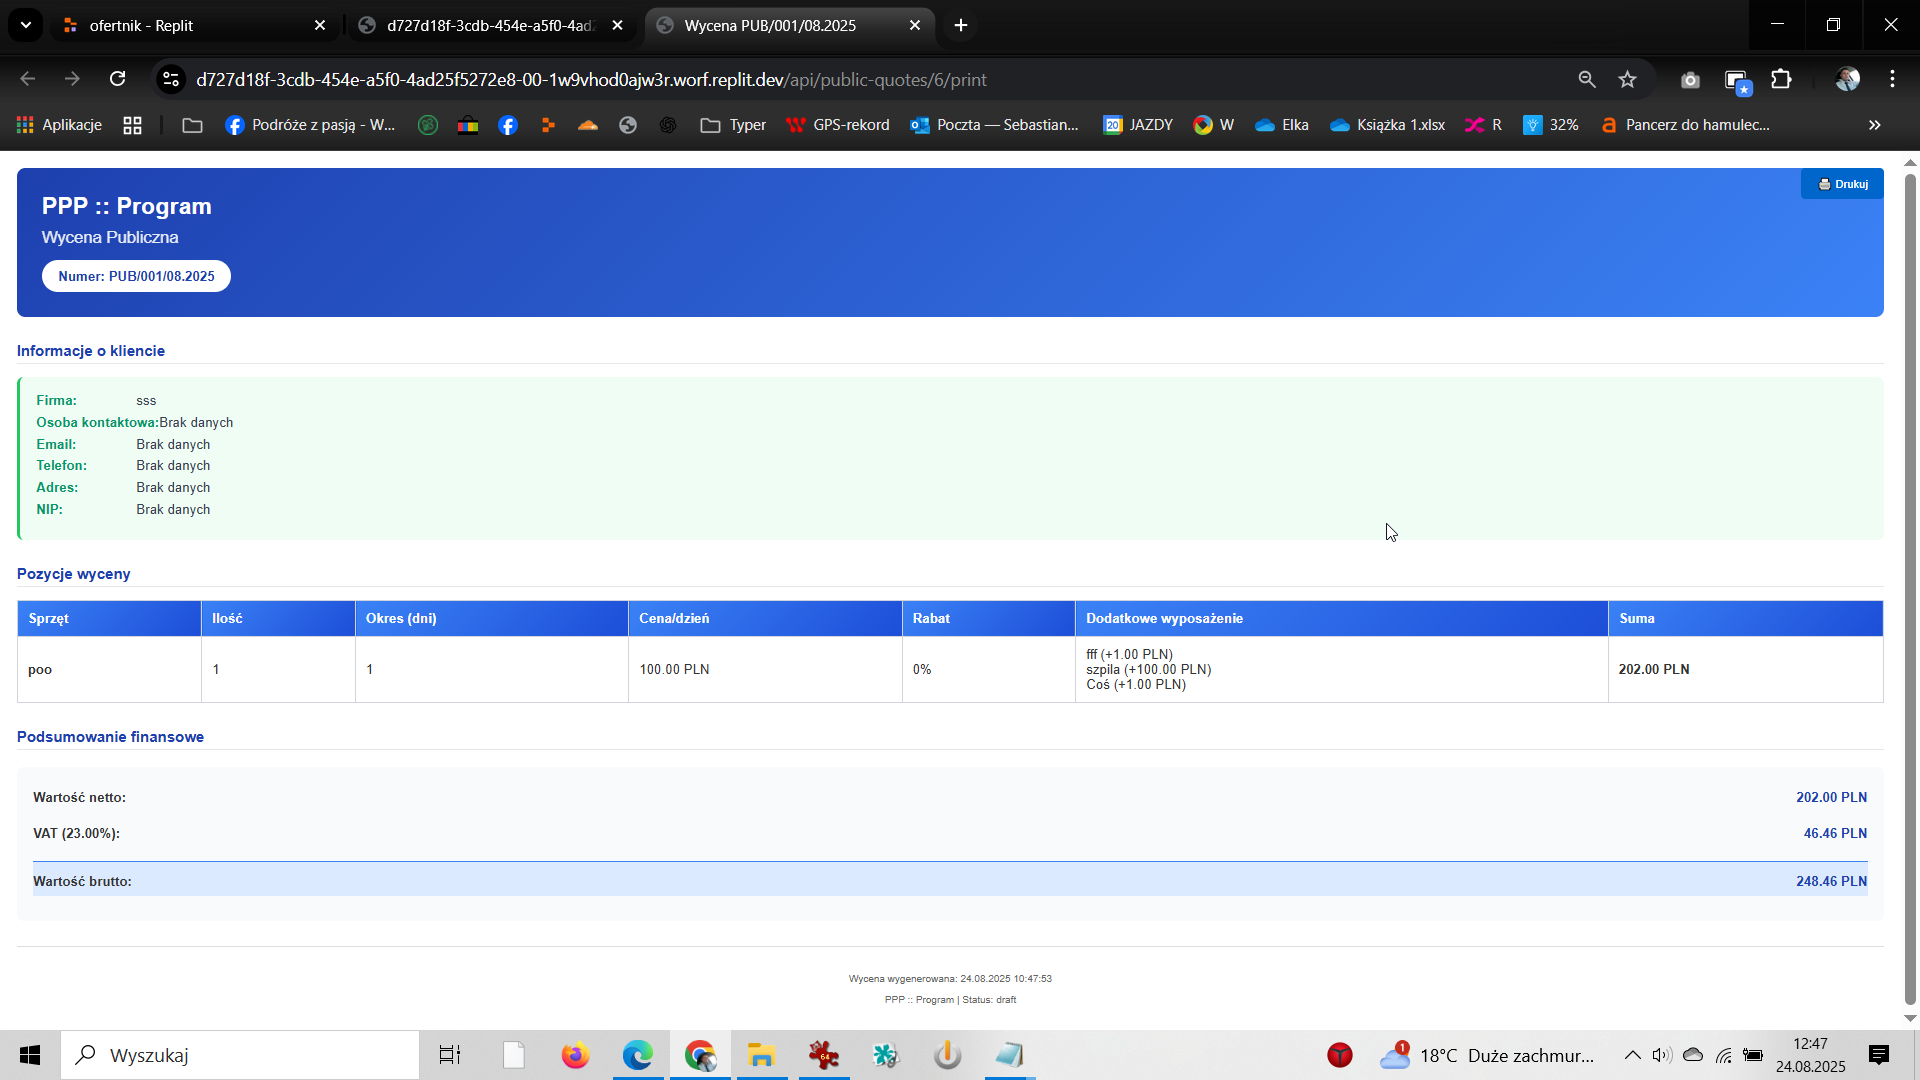 ofertnik - Replit
d727d18f-3cdb-454e-a5f0-4ad
Wycena PUB/001/08.2025
d727d18f-3cdb-454e-a5f0-4ad25f5272e8-00-1w9vhod0ajw3r.worf.replit.dev/api/public-quotes/6/print
Aplikacje
Podróże z pasją - W...
Typer
GPS-rekord
Poczta — Sebastian...
20 JAZDY
W
Elka
Książka 1.xlsx
R
32%
a Pancerz do hamulec...
»
Drukuj
PPP :: Program
Wycena Publiczna
Numer: PUB/001/08.2025
Informacje o kliencie
Firma: sss
Osoba kontaktowa:Brak danych
Email: Brak danych
Telefon: Brak danych
Adres: Brak danych
NIP: Brak danych
Pozycje wyceny
Sprzęt Ilość Okres (dni) Cena/dzień Rabat Dodatkowe wyposażenie Suma
poo 1 1 100.00 PLN 0% fff (+1.00 PLN)
szpila (+100.00 PLN)
Coś (+1.00 PLN)
202.00 PLN
Podsumowanie finansowe
Wartość netto: 202.00 PLN
VAT (23.00%): 46.46 PLN
Wartość brutto: 248.46 PLN
Wycena wygenerowana: 24.08.2025 10:47:53
PPP :: Program | Status: draft
Wyszukaj
64
1
18°C Duże zachmur...
12:47
24.08.2025